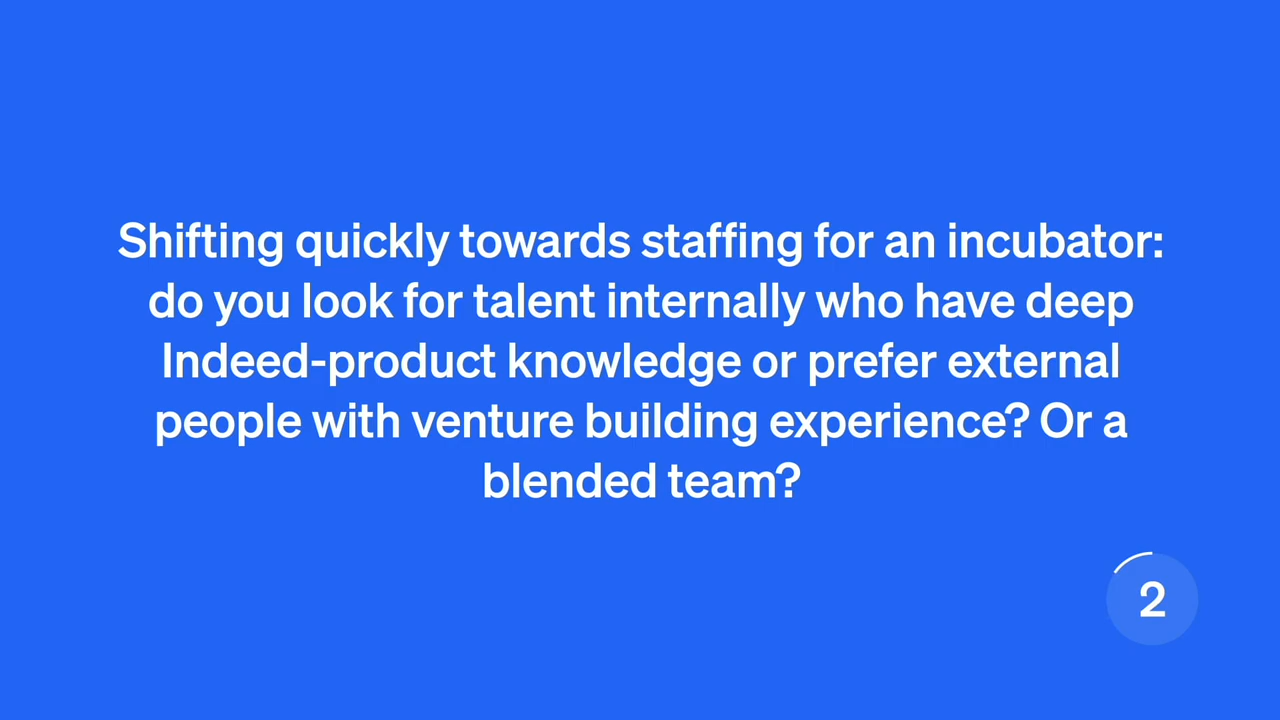 Shifting quickly towards staffing for an incubator:
do you look for talent internally who have deep
Indeed-product knowledge or prefer external
people with venture building experience? Or a
blended team?
2